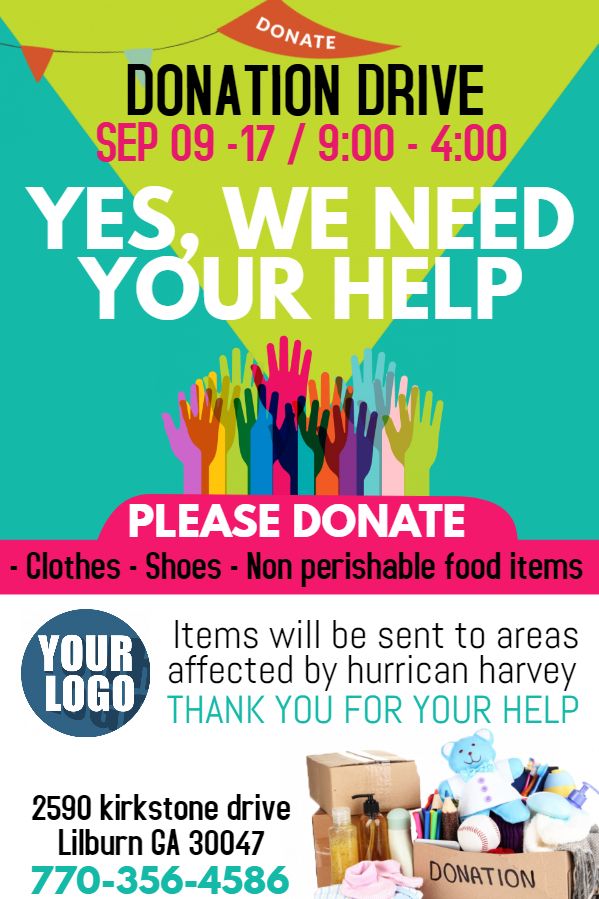 DONATE
DONATION DRIVE
SEP 09 -17 / 9:00 - 4:00
YES, WE NEED
YOUR HELP
PLEASE DONATE
- Clothes - Shoes - Non perishable food items
YOUR
LOGO
Items will be sent to areas
affected by hurrican harvey
THANK YOU FOR YOUR HELP
2590 kirkstone drive
Lilburn GA 30047
770-356-4586
DONATION